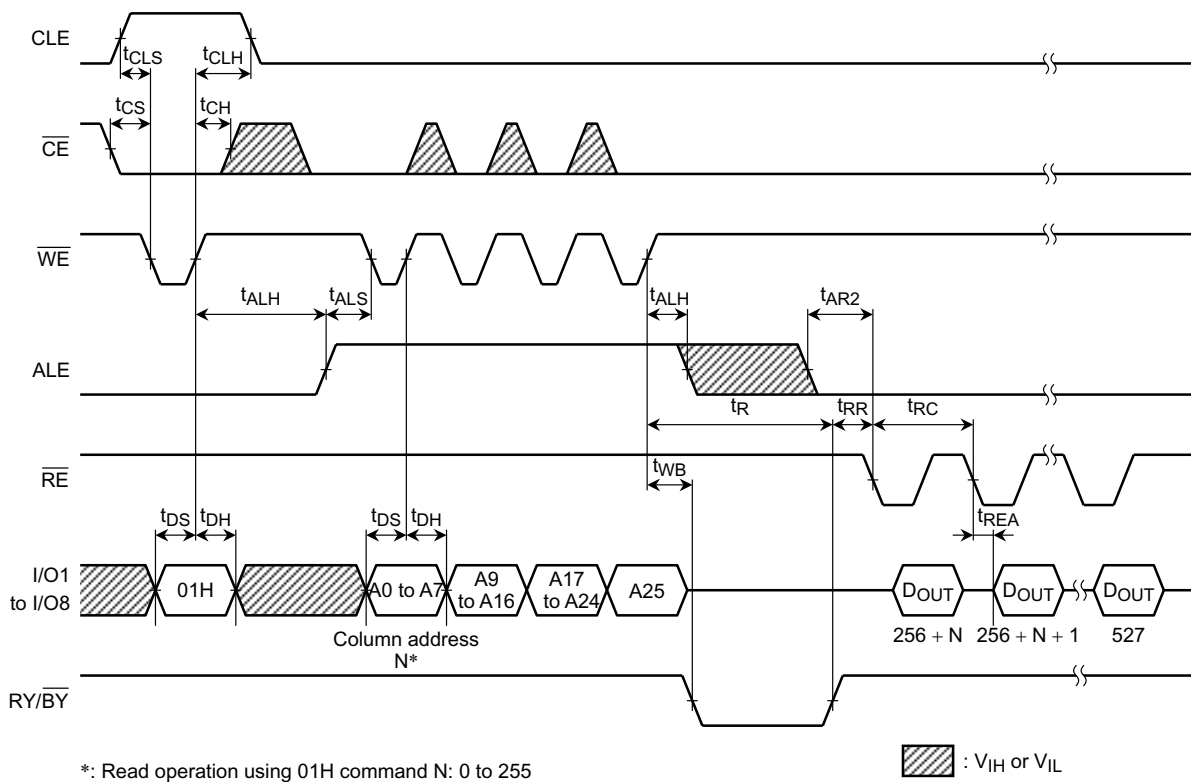 CLE
tCLS
tCLH
tCS
tCH
CE
WE
tALH
tALS
tALH
tAR2
ALE
tR
tRR
tRC
RE
tWB
tREA
tDS
tDH
tDS
tDH
I/O1
to I/O8
01H
A0 to A7
A9
to A16
A17
to A24
A25
DOUT
DOUT
DOUT
256 + N
256 + N + 1
527
Column address
N*
RY/BY
*: Read operation using 01H command N: 0 to 255
: VIH or VIL